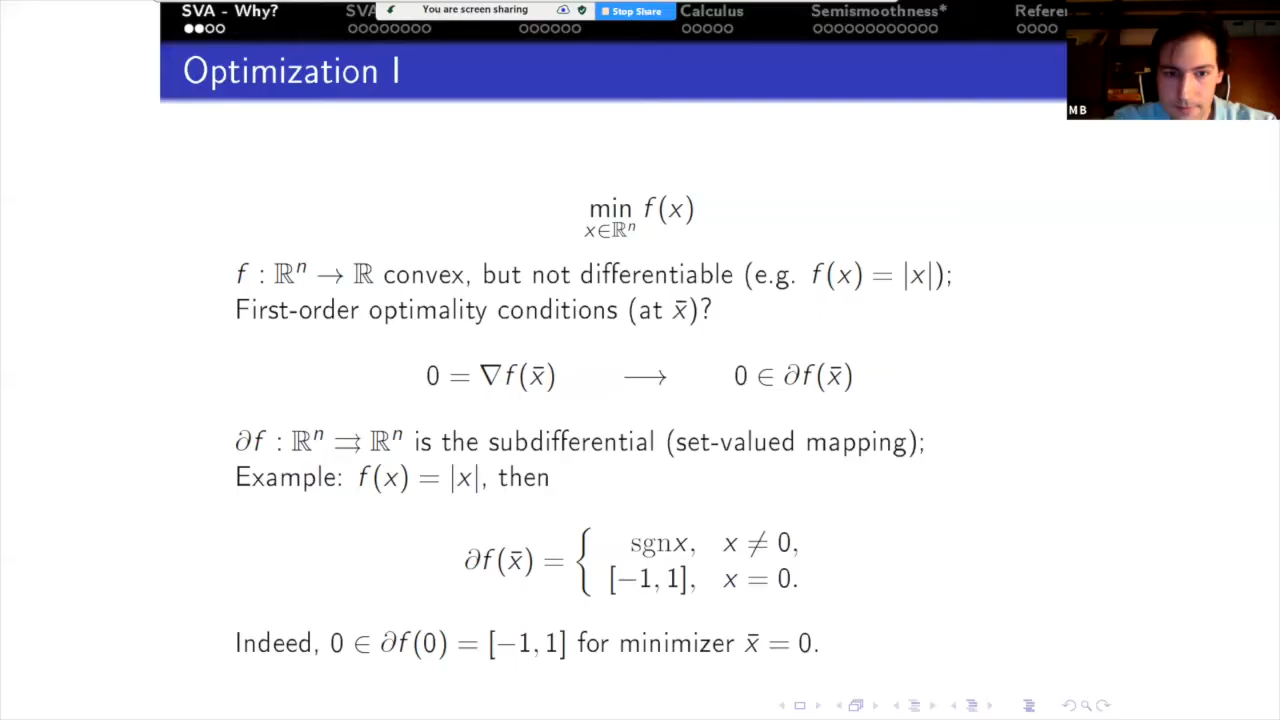 SVA - Why?
SVA
You are screen sharing
Stop Share
Calculus
Semismoothness*
Refere
Optimization I
MB
min f(x)
x∈ℝⁿ
f : ℝⁿ → ℝ convex, but not differentiable (e.g. f(x) = |x|);
First-order optimality conditions (at x̄)?
0 = ∇f(x̄) ⟶ 0 ∈ ∂f(x̄)
∂f : ℝⁿ ⇉ ℝⁿ is the subdifferential (set-valued mapping);
Example: f(x) = |x|, then
∂f(x̄) = { sgnx, x ≠ 0,
[−1, 1], x = 0.
Indeed, 0 ∈ ∂f(0) = [−1, 1] for minimizer x̄ = 0.